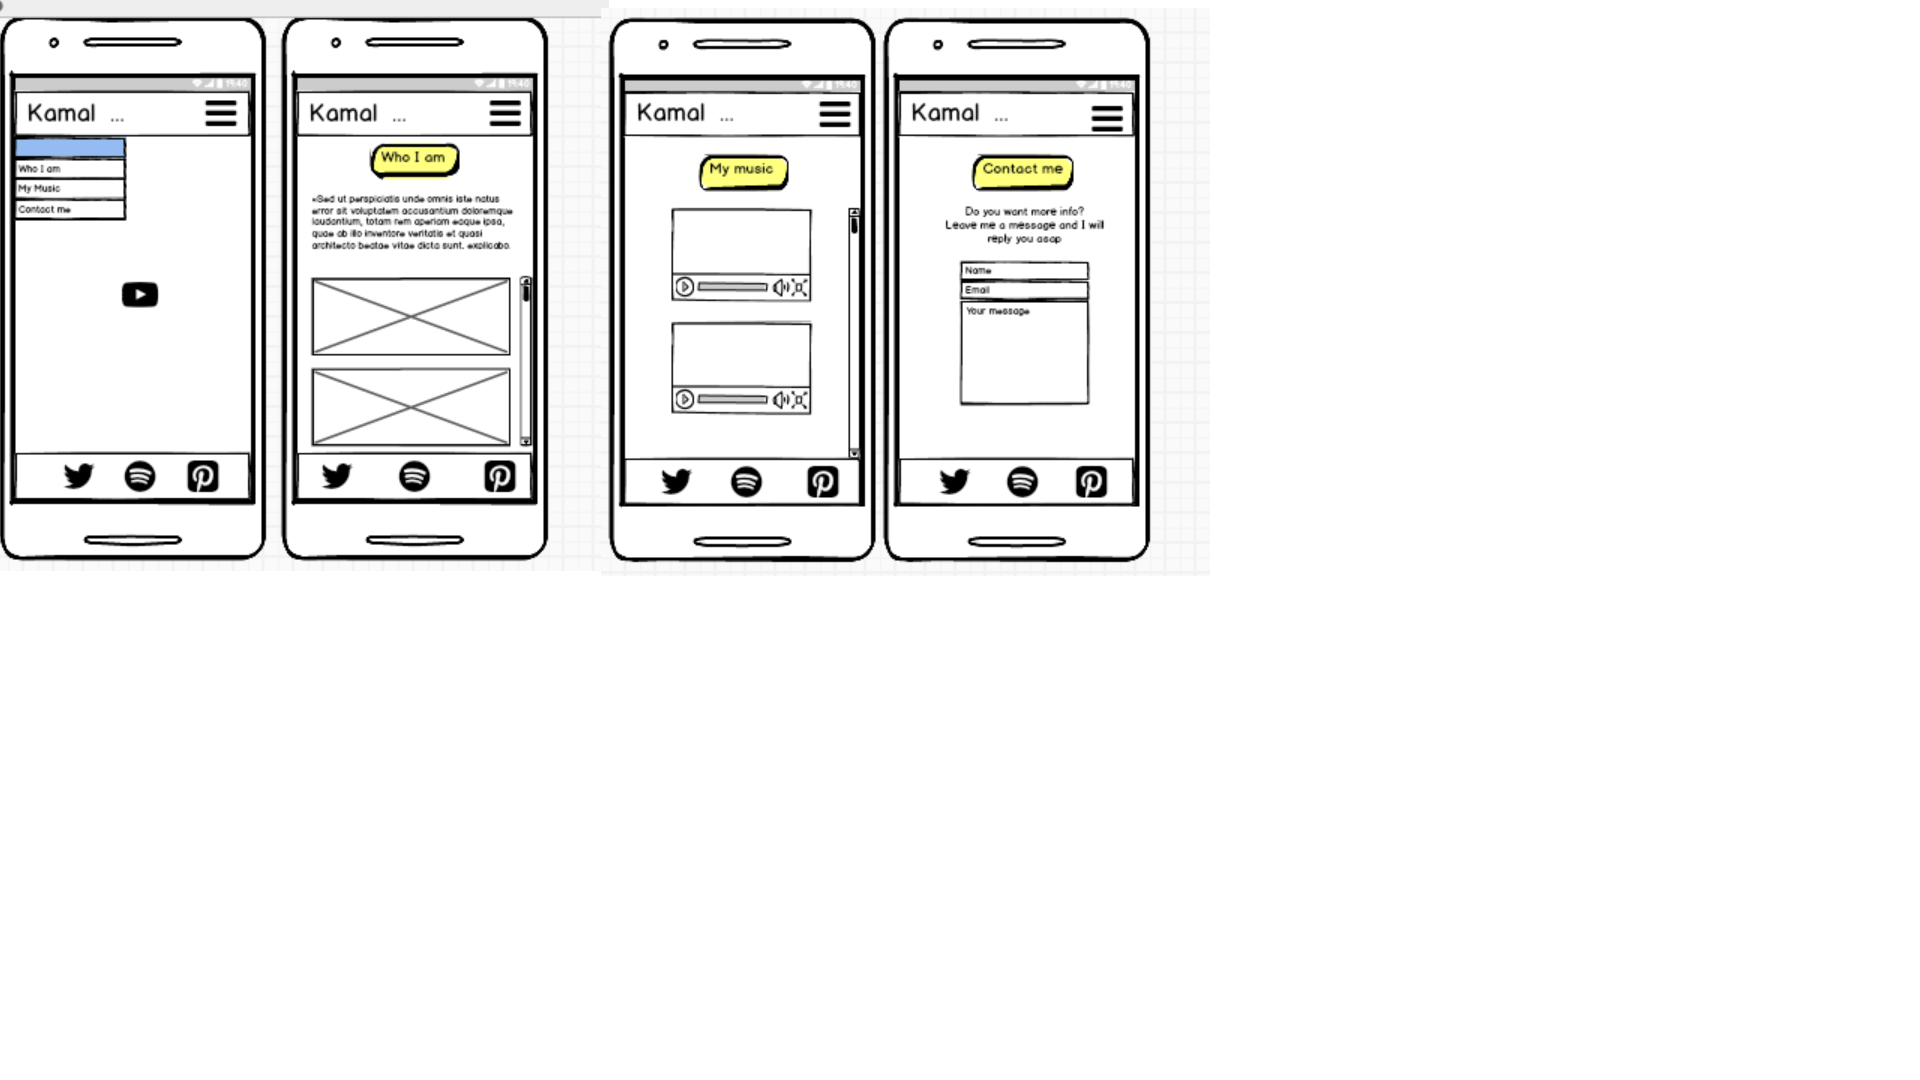 Kamal ...
Who I am
My Music
Contact me
Kamal ...
Who I am
«Sed ut perspiciatis unde omnis iste natus
error sit voluptatem accusantium doloremque
laudantium, totam rem aperiam eaque ipsa,
quae ab illo inventore veritatis et quasi
architecto beatae vitae dicta sunt, explicabo.
Kamal ...
My music
Kamal ...
Contact me
Do you want more info?
Leave me a message and I will
reply you asap
Name
Email
Your message